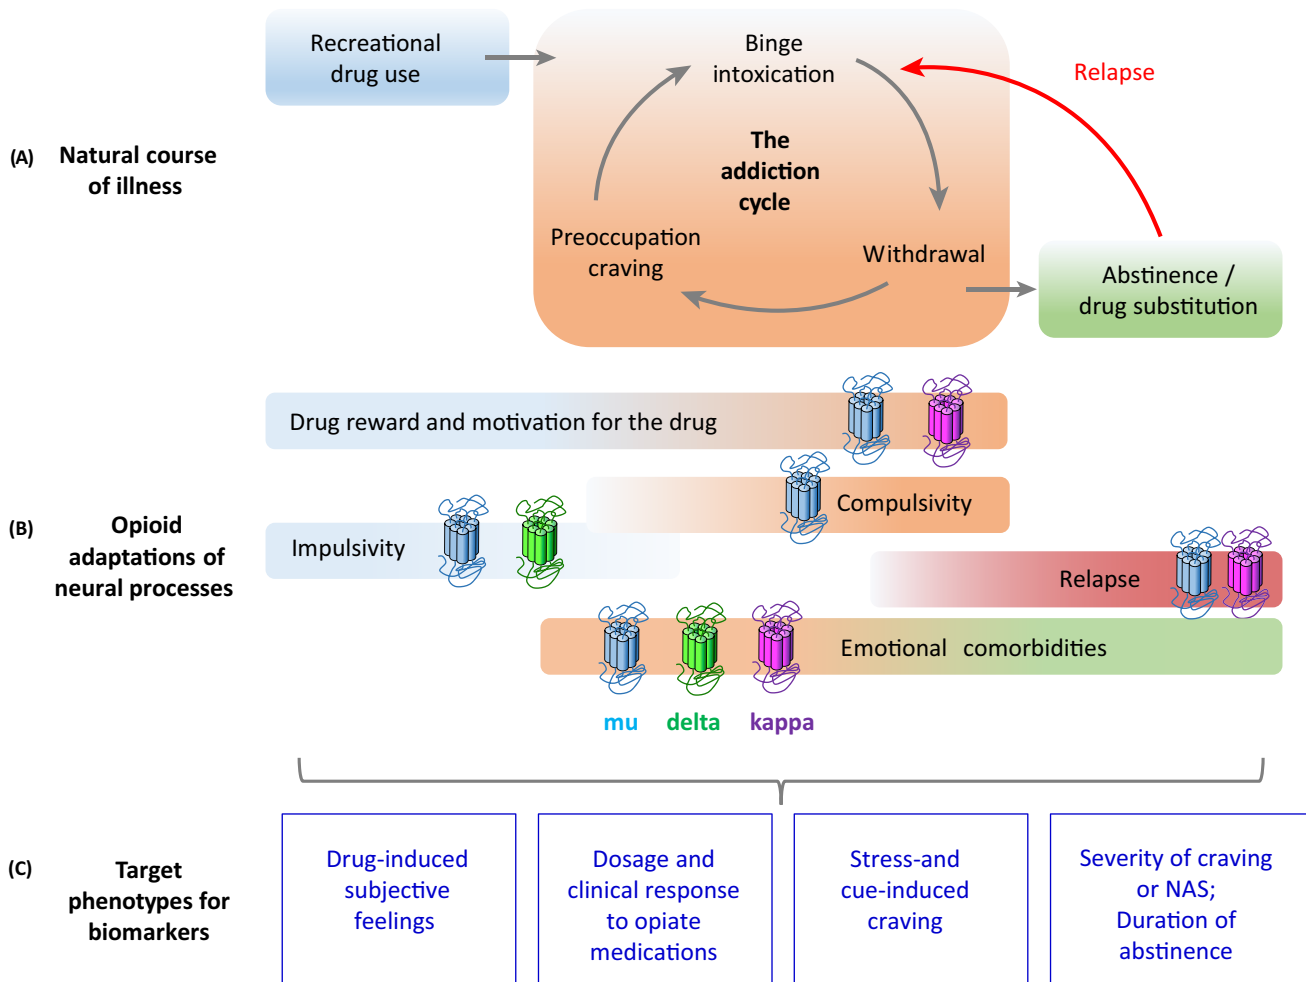 Recreational
drug use
Binge
intoxication
Relapse
(A) Natural course
of illness
The
addiction
cycle
Preoccupation
craving
Withdrawal
Abstinence /
drug substitution
Drug reward and motivation for the drug
Compulsivity
(B) Opioid
adaptations of
neural processes
Impulsivity
Relapse
Emotional comorbidities
mu delta kappa
(C) Target
phenotypes for
biomarkers
Drug-induced
subjective
feelings
Dosage and
clinical response
to opiate
medications
Stress-and
cue-induced
craving
Severity of craving
or NAS;
Duration of
abstinence